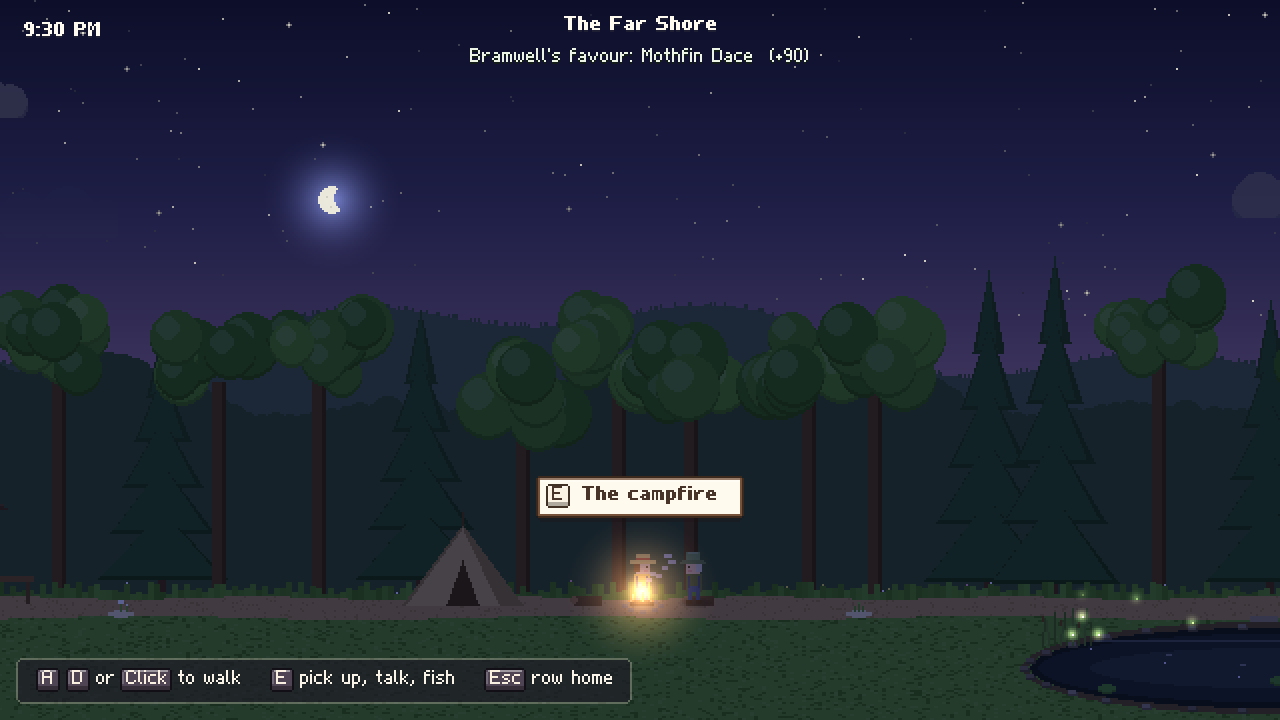 9:30 PM
The Far Shore
Bramwell's favour: Mothfin Dace (+90)
E The campfire
A D or Click to walk E pick up, talk, fish Esc row home